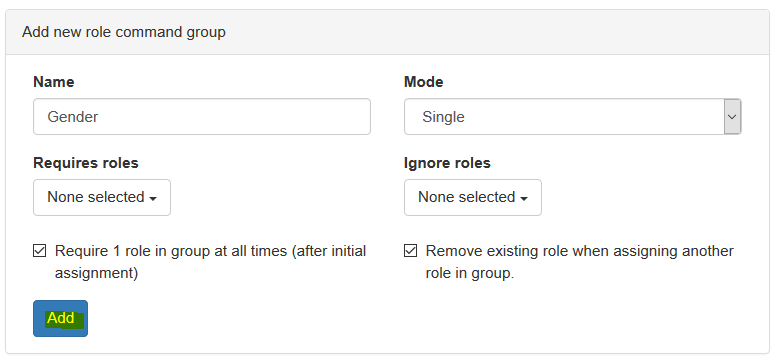 Add new role command group
Name
Mode
Gender
Single
Requires roles
Ignore roles
None selected
None selected
Require 1 role in group at all times (after initial
assignment)
Remove existing role when assigning another
role in group.
Add